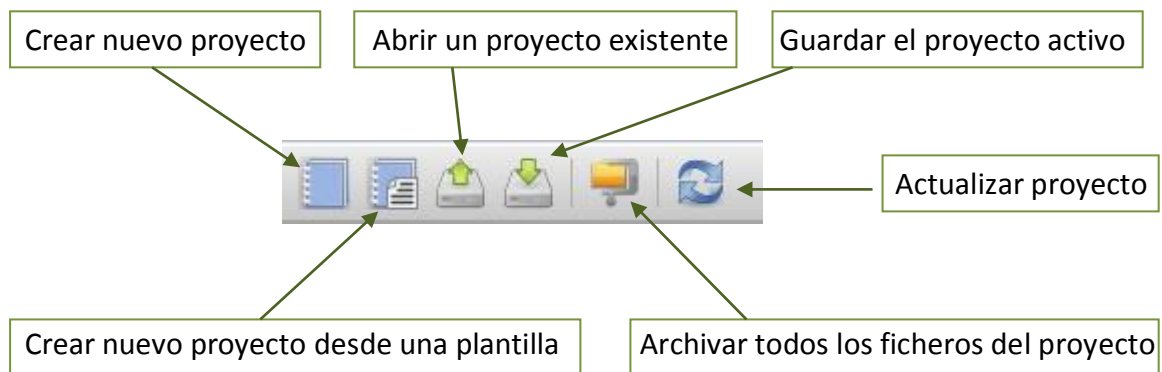 Crear nuevo proyecto
Abrir un proyecto existente
Guardar el proyecto activo
Actualizar proyecto
Crear nuevo proyecto desde una plantilla
Archivar todos los ficheros del proyecto